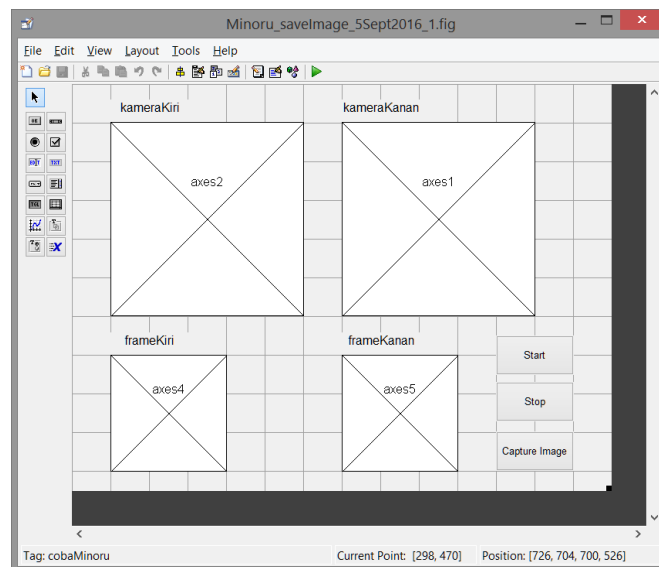 Minoru_saveImage_5Sept2016_1.fig
File Edit View Layout Tools Help
kameraKiri kameraKanan
axes2 axes1
frameKiri frameKanan
Start
axes4 axes5
Stop
Capture Image
Tag: cobaMinoru Current Point: [298, 470] Position: [726, 704, 700, 526]